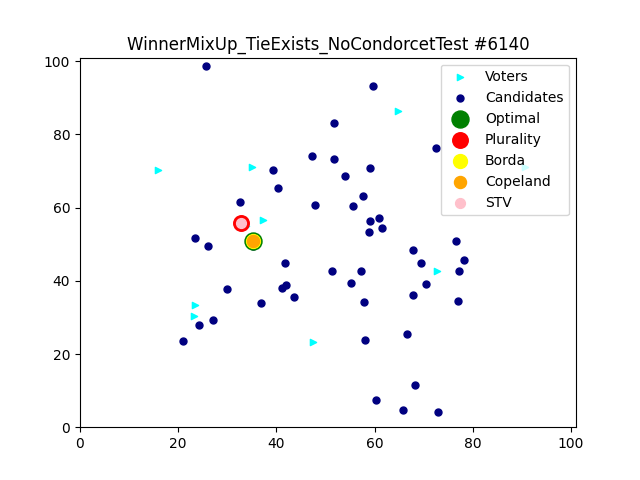 WinnerMixUp_TieExists_NoCondorcetTest #6140
Voters
Candidates
Optimal
Plurality
Borda
Copeland
STV
100
80
60
40
20
0
0 20 40 60 80 100